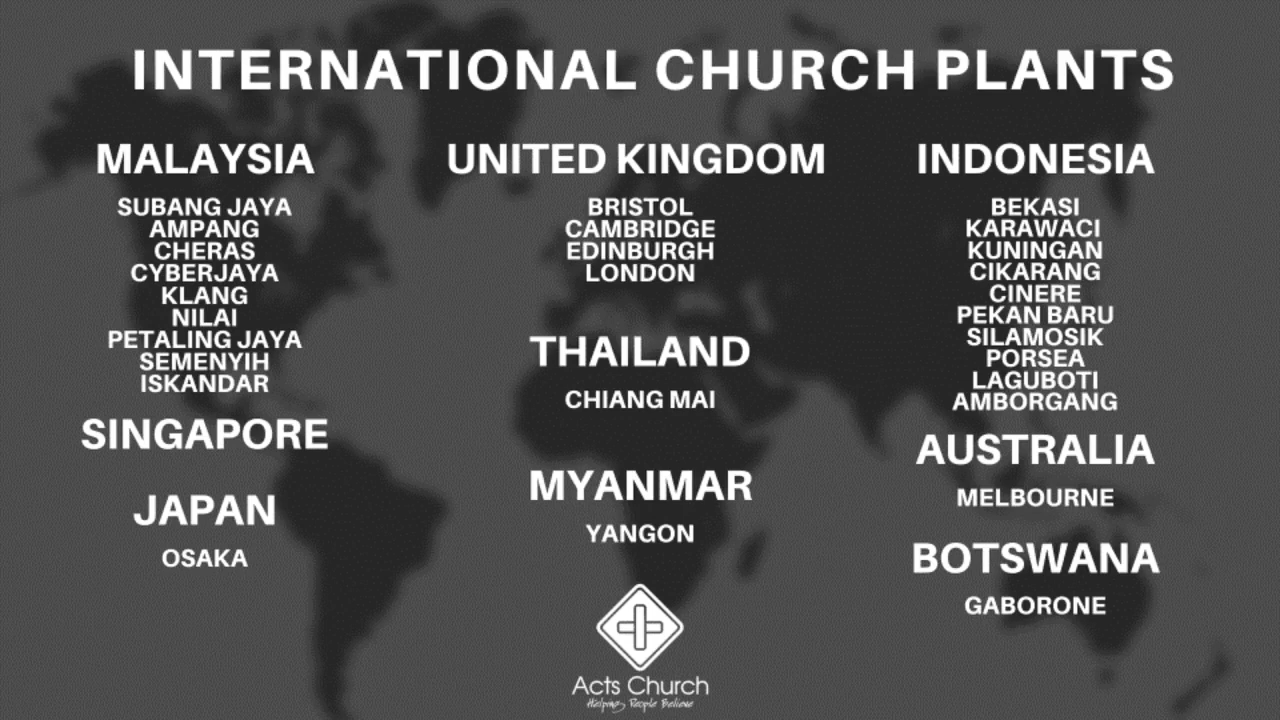 INTERNATIONAL CHURCH PLANTS
MALAYSIA
SUBANG JAYA
AMPANG
CHERAS
CYBERJAYA
KLANG
NILAI
PETALING JAYA
SEMENYIH
ISKANDAR
SINGAPORE
JAPAN
OSAKA
UNITED KINGDOM
BRISTOL
CAMBRIDGE
EDINBURGH
LONDON
THAILAND
CHIANG MAI
MYANMAR
YANGON
INDONESIA
BEKASI
KARAWACI
KUNINGAN
CIKARANG
CINERE
PEKAN BARU
SILAMOSIK
PORSEA
LAGUBOTI
AMBORGANG
AUSTRALIA
MELBOURNE
BOTSWANA
GABORONE
Acts Church
Helping People Believe